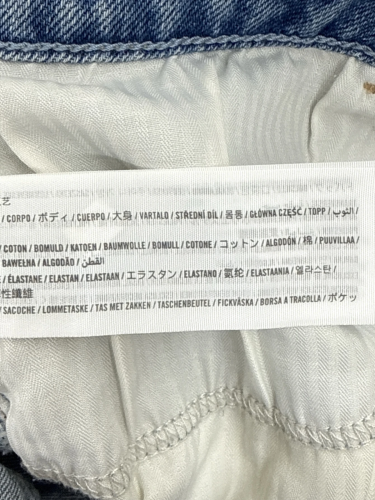 艺
/ CORPO / ボディ / CUERPO / 大身 / VARTALO / STŘEDNÍ DÍL / 몸통 / GŁÓWNA CZĘŚĆ / TOPP / الثوب /
/ COTON / BOMULD / KATOEN / BAUMWOLLE / BOMULL / COTONE / コットン / ALGODÓN / 棉 / PUUVILLA /
BAWEŁNA / ALGODÃO / القطن
/ ÉLASTANE / ELASTAN / ELASTAAN / エラスタン / ELASTANO / 氨纶 / ELASTAANIA / 엘라스탄 /
性纖維
/ SACOCHE / LOMMETASKE / TAS MET ZAKKEN / TASCHENBEUTEL / FICKVÄSKA / BORSA A TRACOLLA / ポケッ